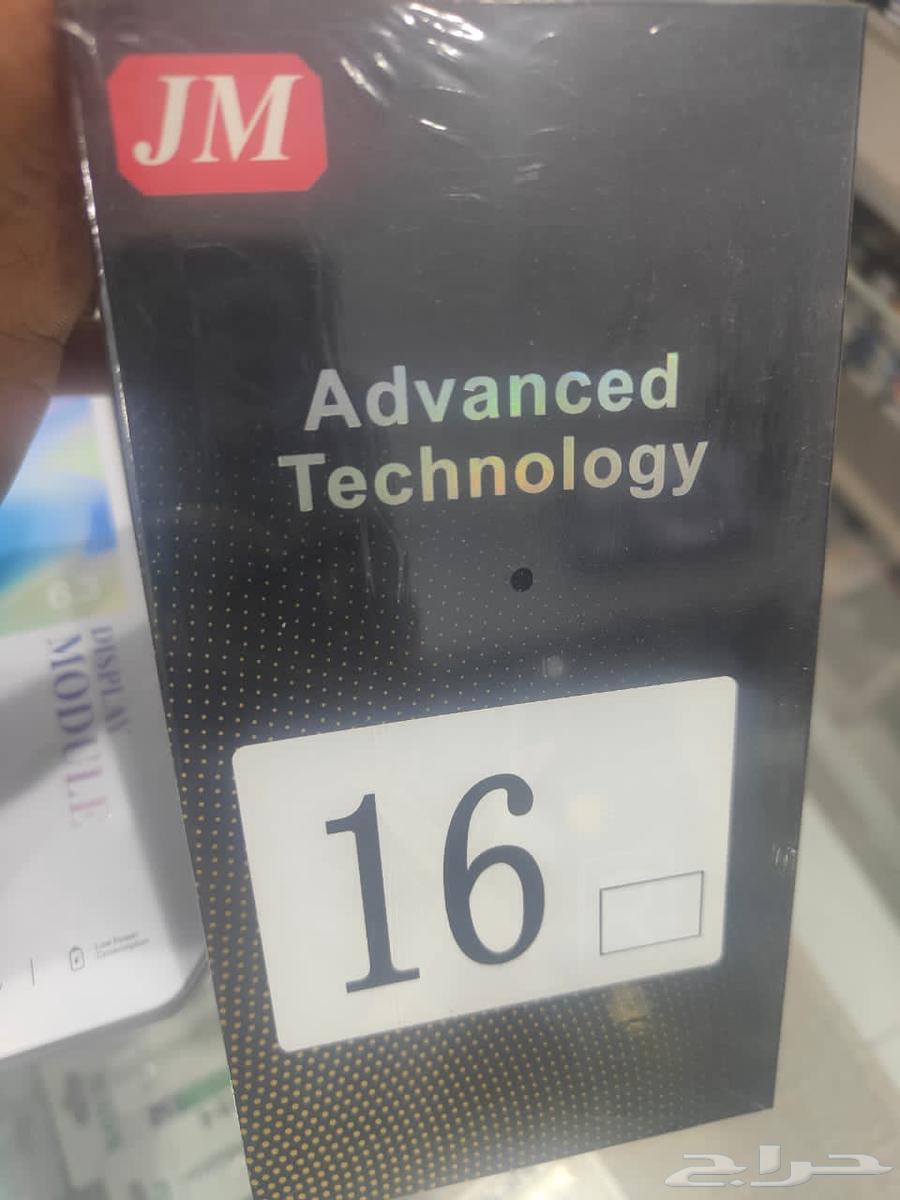 JM
Advanced
Technology
16
DISPLAY
MODULE
Low Power
Consumption
حراج